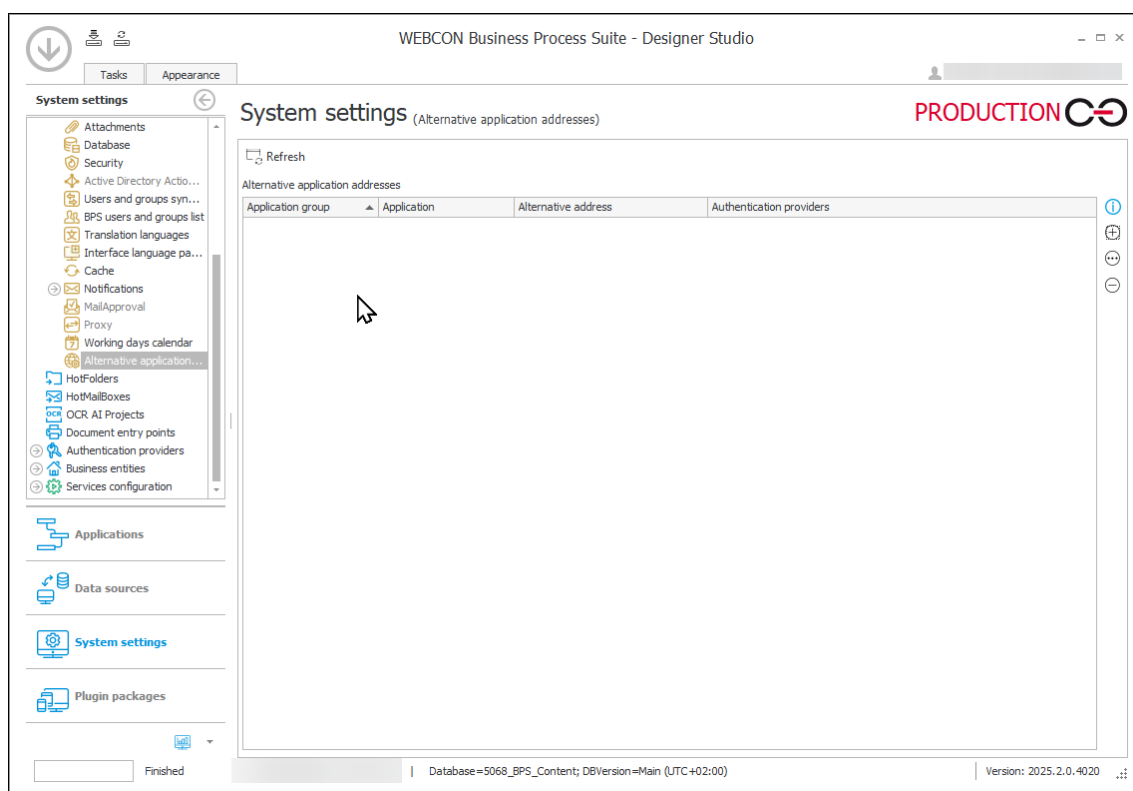 WEBCON Business Process Suite - Designer Studio
Tasks Appearance
System settings
Attachments
Database
Security
Active Directory Actio...
Users and groups syn...
BPS users and groups list
Translation languages
Interface language pa...
Cache
Notifications
MailApproval
Proxy
7 Working days calendar
Alternative application...
HotFolders
HotMailBoxes
OCR OCR AI Projects
Document entry points
Authentication providers
Business entities
Services configuration
Applications
Data sources
System settings
Plugin packages
System settings (Alternative application addresses)
PRODUCTION
Refresh
Alternative application addresses
Application group Application Alternative address Authentication providers
Finished
Database=5068_BPS_Content; DBVersion=Main (UTC+02:00)
Version: 2025.2.0.4020